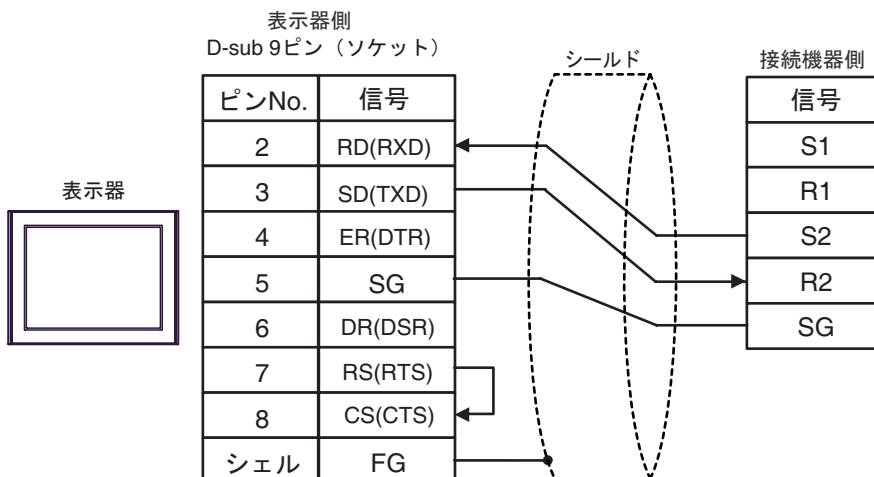 表示器側
D-sub 9ピン（ソケット）
シールド
接続機器側
ピンNo. 信号
信号
2 RD(RXD)
S1
3 SD(TXD)
R1
表示器
4 ER(DTR)
S2
5 SG
R2
6 DR(DSR)
SG
7 RS(RTS)
8 CS(CTS)
シェル FG